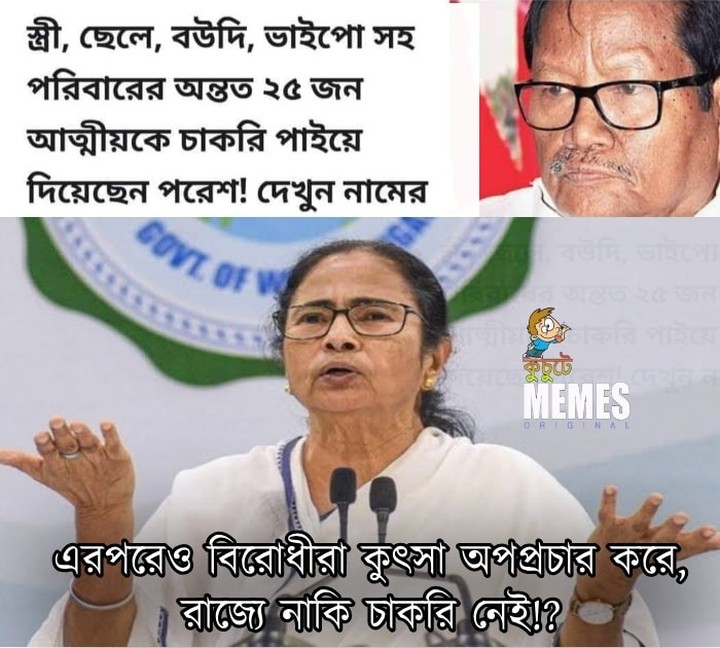 স্ত্রী, ছেলে, বউদি, ভাইপো সহ
পরিবারের অন্তত ২৫ জন
আত্মীয়কে চাকরি পাইয়ে
দিয়েছেন পরেশ! দেখুন নামের
GOVT. OF W
কুচুটে
MEMES
ORIGINAL
এরপরেও বিরোধীরা কুৎসা অপপ্রচার করে,
রাজ্যে নাকি চাকরি নেই!?